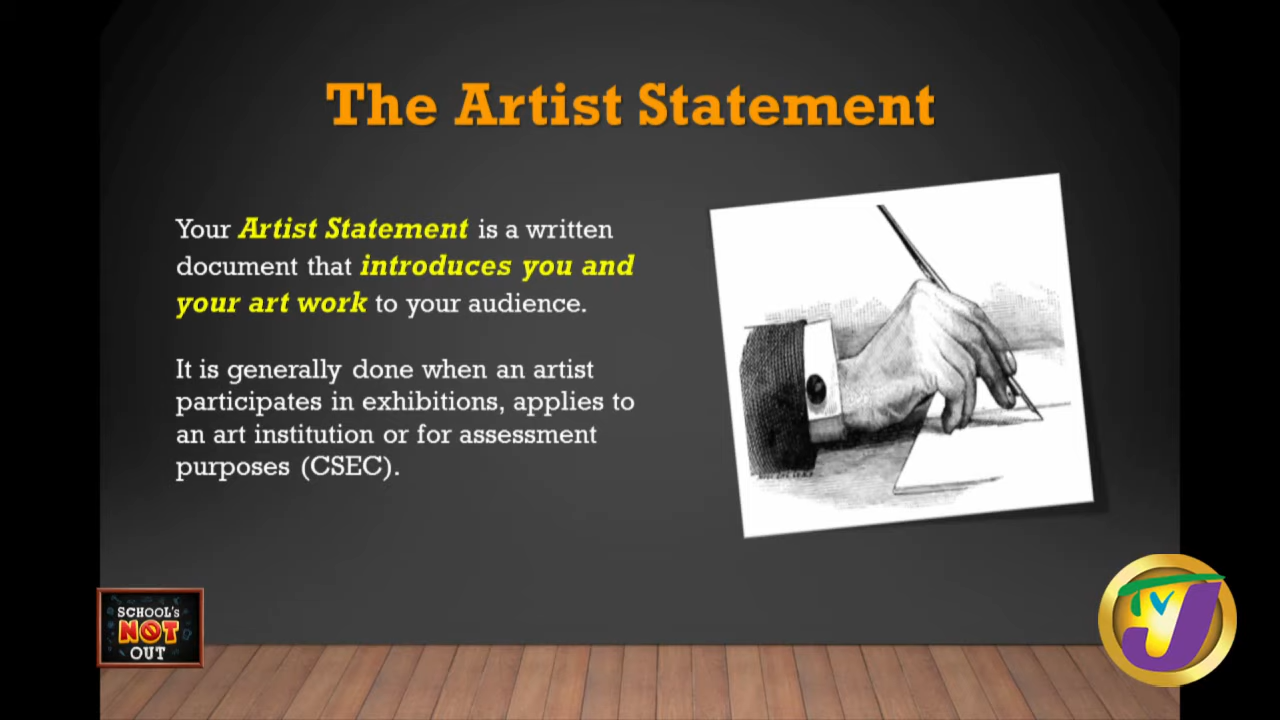 The Artist Statement
Your Artist Statement is a written
document that introduces you and
your art work to your audience.
It is generally done when an artist
participates in exhibitions, applies to
an art institution or for assessment
purposes (CSEC).
SCHOOL's
NOT
OUT
TVJ